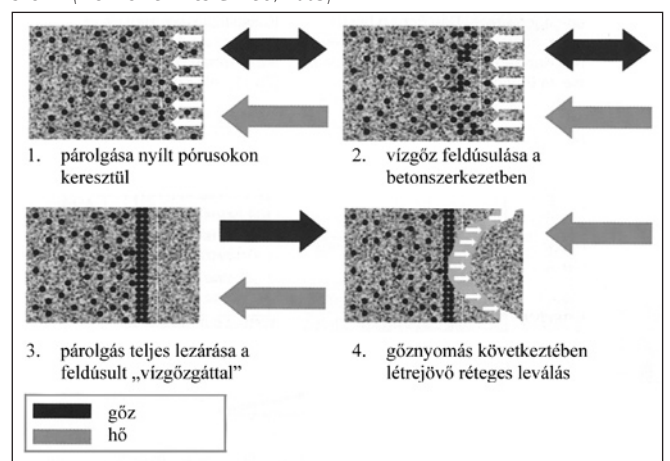 1. párolgása nyílt pórusokon
keresztül
2. vízgőz feldúsulása a
betonszerkezetben
3. párolgás teljes lezárása a
feldúsult „vízgőzgáttal”
4. gőznyomás következtében
létrejövő réteges leválás
gőz
hő